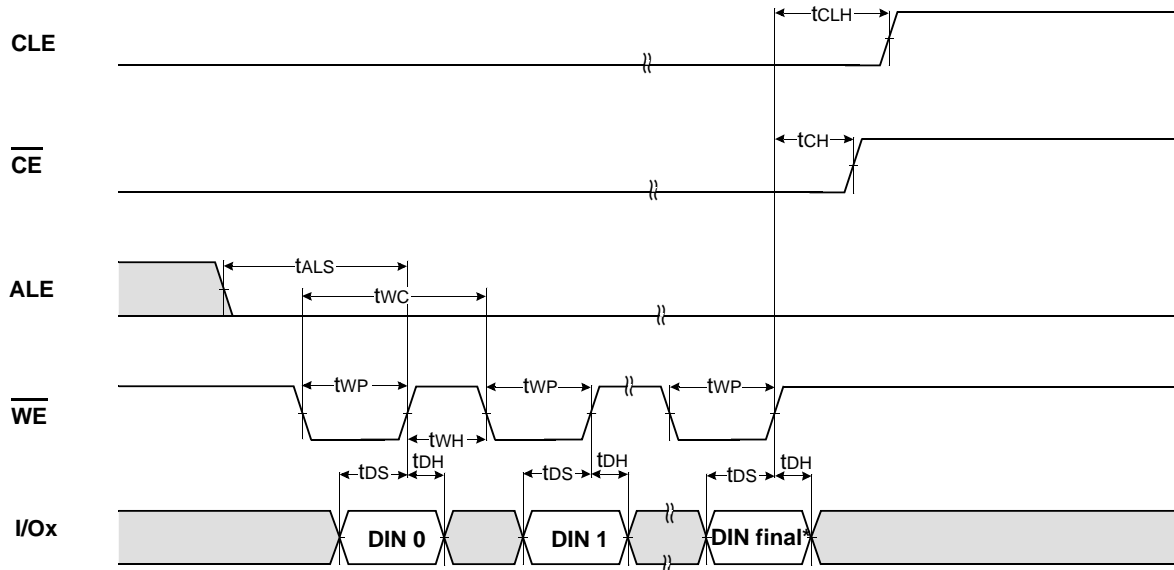 CLE
tCLH
CE
tCH
ALE
tALS
tWC
WE
tWP
tWP
tWP
tWH
tDS
tDH
tDS
tDH
tDS
tDH
I/Ox
DIN 0
DIN 1
DIN final*